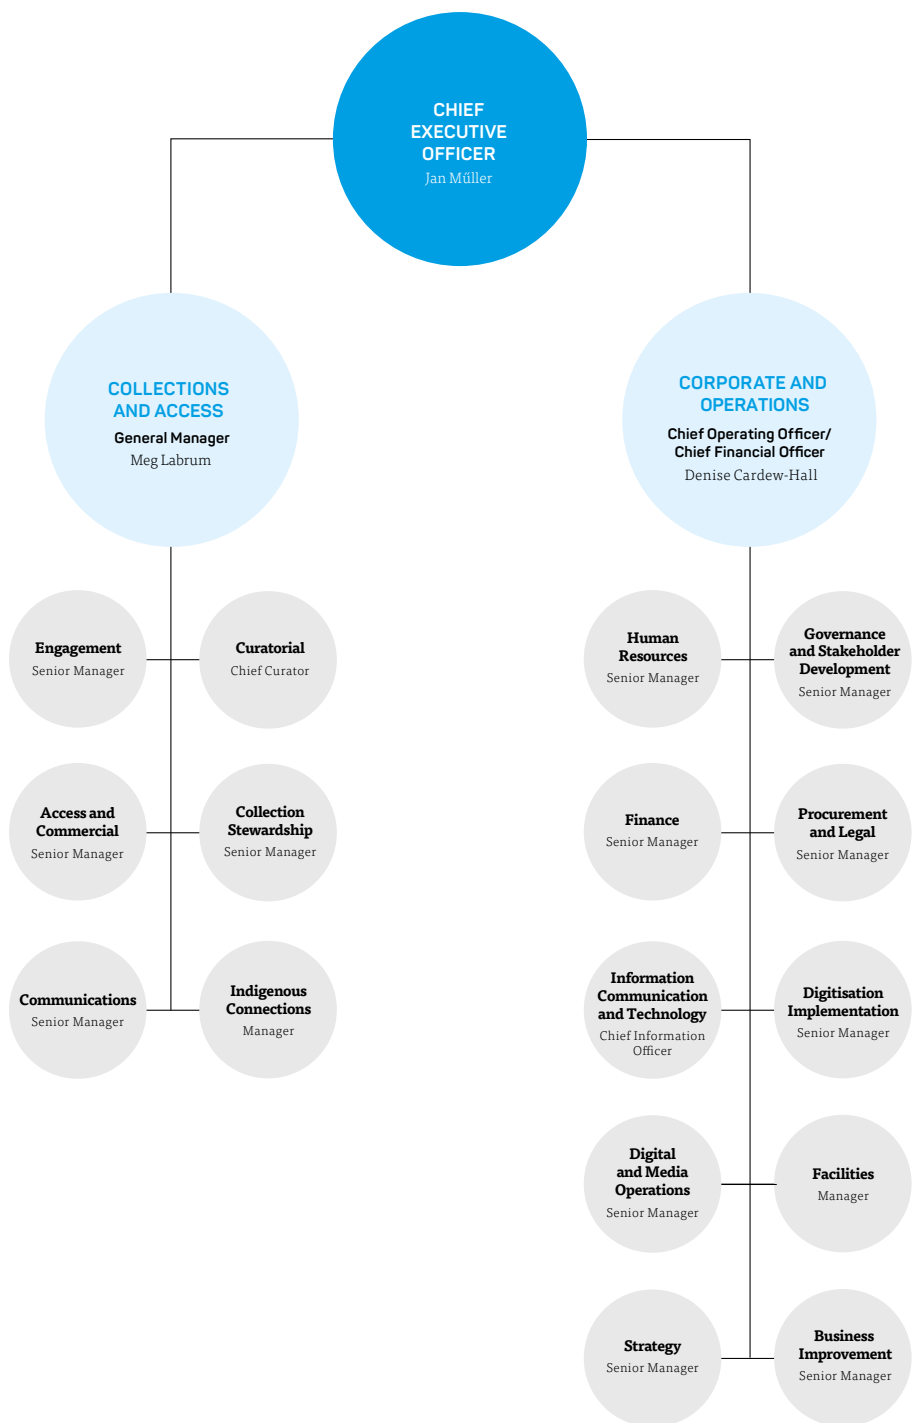 CHIEF
EXECUTIVE
OFFICER
Jan Műller
COLLECTIONS
AND ACCESS
General Manager
Meg Labrum
CORPORATE AND
OPERATIONS
Chief Operating Officer/
Chief Financial Officer
Denise Cardew-Hall
Engagement
Senior Manager
Curatorial
Chief Curator
Access and
Commercial
Senior Manager
Collection
Stewardship
Senior Manager
Communications
Senior Manager
Indigenous
Connections
Manager
Human
Resources
Senior Manager
Governance
and Stakeholder
Development
Senior Manager
Finance
Senior Manager
Procurement
and Legal
Senior Manager
Information
Communication
and Technology
Chief Information
Officer
Digitisation
Implementation
Senior Manager
Digital
and Media
Operations
Senior Manager
Facilities
Manager
Strategy
Senior Manager
Business
Improvement
Senior Manager